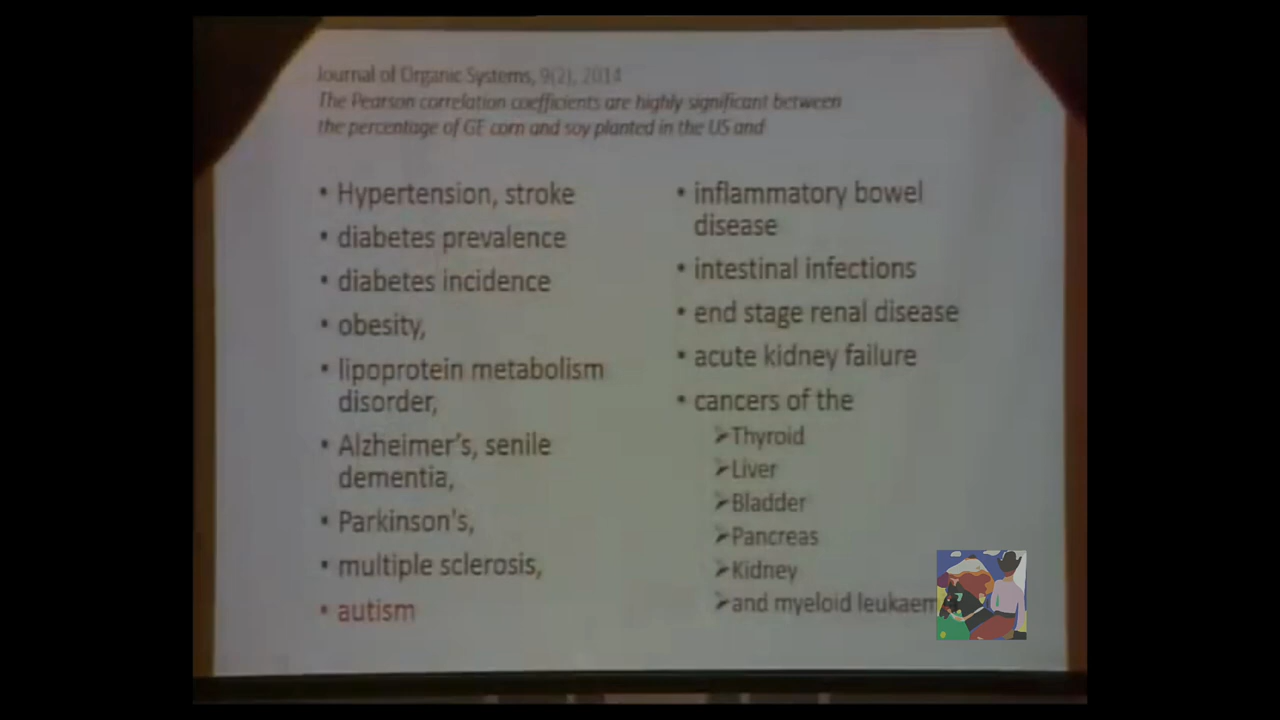 Journal of Organic Systems, 9(2), 2014
The Pearson correlation coefficients are highly significant between
the percentage of GE corn and soy planted in the US and
• Hypertension, stroke
• diabetes prevalence
• diabetes incidence
• obesity,
• lipoprotein metabolism
disorder,
• Alzheimer's, senile
dementia,
• Parkinson's,
• multiple sclerosis,
• autism
• inflammatory bowel
disease
• intestinal infections
• end stage renal disease
• acute kidney failure
• cancers of the
➢Thyroid
➢Liver
➢Bladder
➢Pancreas
➢Kidney
➢and myeloid leukaem